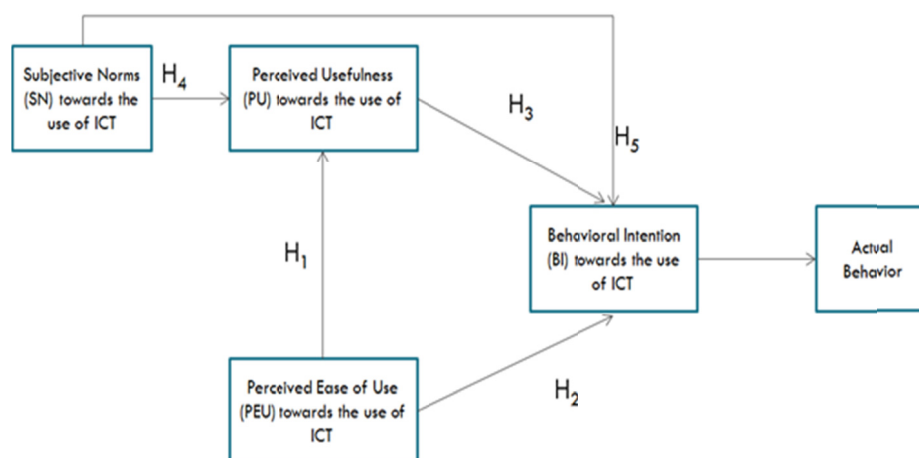 Subjective Norms
(SN) towards the
use of ICT
H₄
Perceived Usefulness
(PU) towards the use of
ICT
H₃
H₅
H₁
Behavioral Intention
(BI) towards the use
of ICT
Actual
Behavior
Perceived Ease of Use
(PEU) towards the use of
ICT
H₂